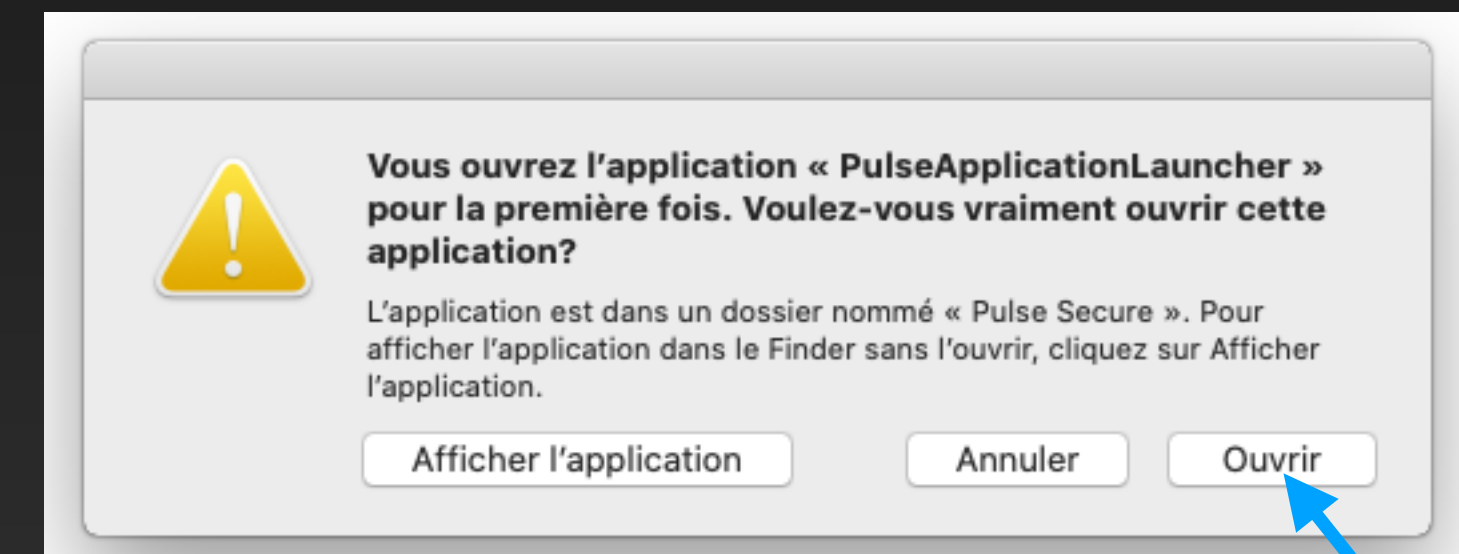 Vous ouvrez l’application « PulseApplicationLauncher »
pour la première fois. Voulez-vous vraiment ouvrir cette
application?
L’application est dans un dossier nommé « Pulse Secure ». Pour
afficher l’application dans le Finder sans l’ouvrir, cliquez sur Afficher
l’application.
Afficher l’application Annuler Ouvrir